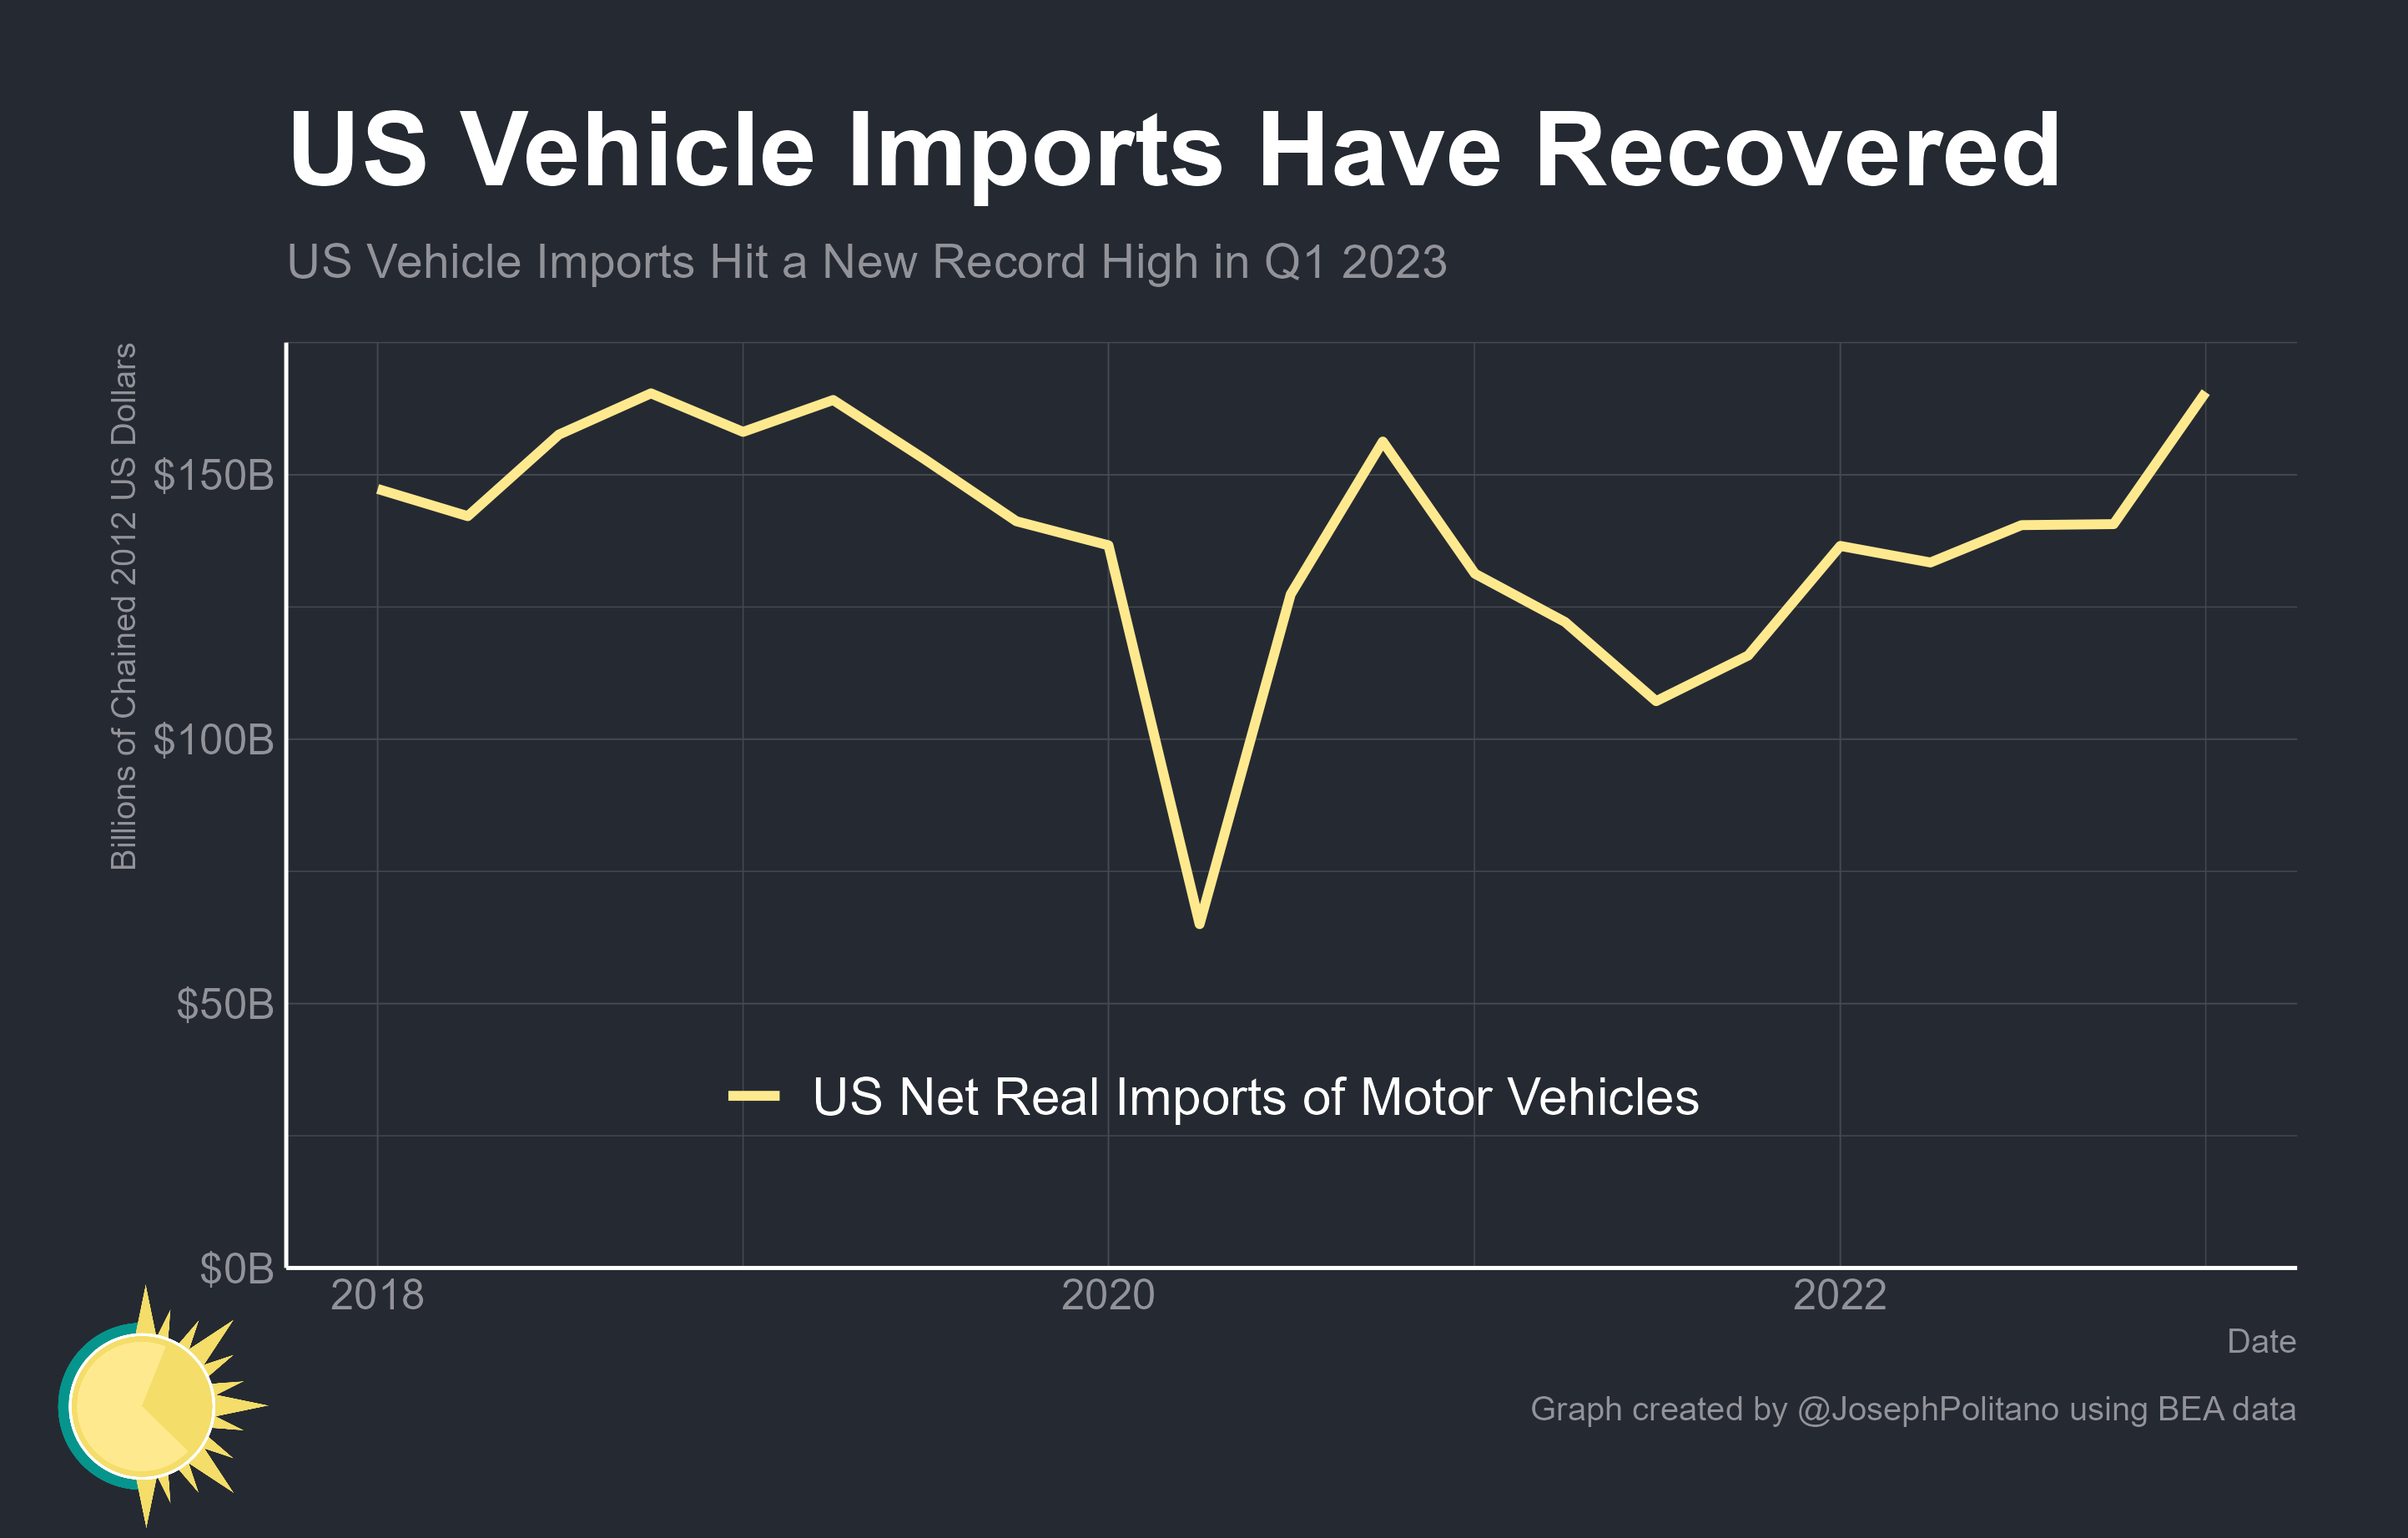 US Vehicle Imports Have Recovered
US Vehicle Imports Hit a New Record High in Q1 2023
Billions of Chained 2012 US Dollars
$150B
$100B
$50B
$0B
US Net Real Imports of Motor Vehicles
2018
2020
2022
Date
Graph created by @JosephPolitano using BEA data